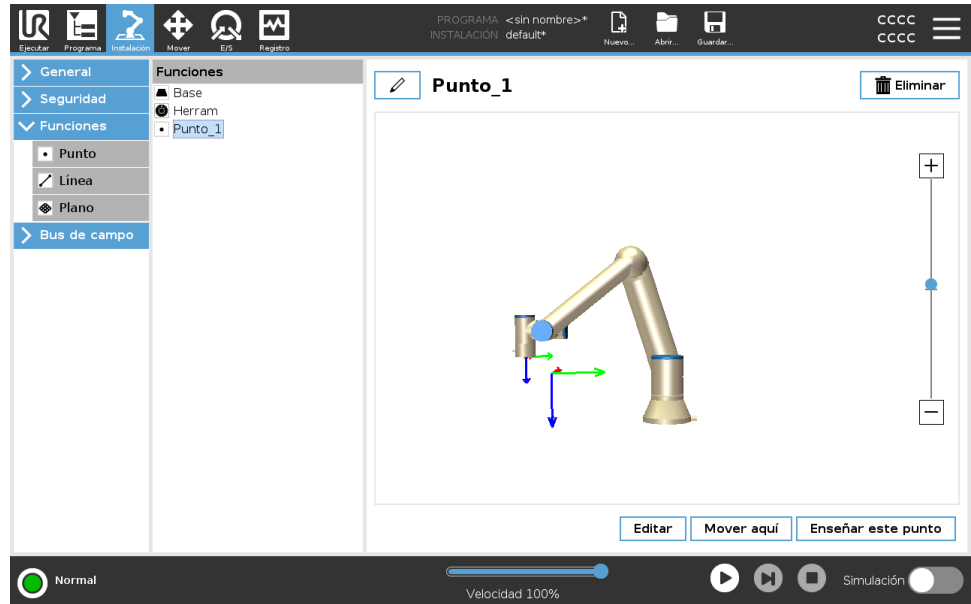 UR
PROGRAMA <sin nombre>*
INSTALACIÓN default*
Ejecutar Programa Instalación Mover E/S Registro
Nuevo... Abrir... Guardar...
CCCC
CCCC
General
Seguridad
Funciones
Punto
Línea
Plano
Bus de campo
Funciones
Base
Herram
Punto_1
Punto_1
Eliminar
Editar Mover aquí Enseñar este punto
Normal
Velocidad 100%
Simulación